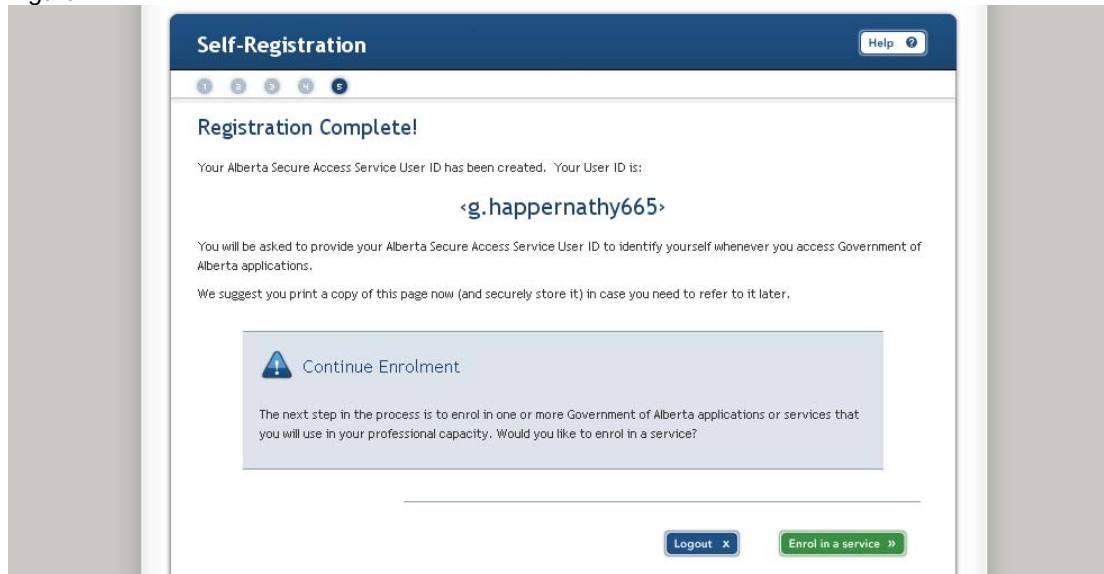 Self-Registration
Help ?
1 2 3 4 5
Registration Complete!
Your Alberta Secure Access Service User ID has been created. Your User ID is:
<g.happernathy665>
You will be asked to provide your Alberta Secure Access Service User ID to identify yourself whenever you access Government of
Alberta applications.
We suggest you print a copy of this page now (and securely store it) in case you need to refer to it later.
Continue Enrolment
The next step in the process is to enrol in one or more Government of Alberta applications or services that
you will use in your professional capacity. Would you like to enrol in a service?
Logout x
Enrol in a service »